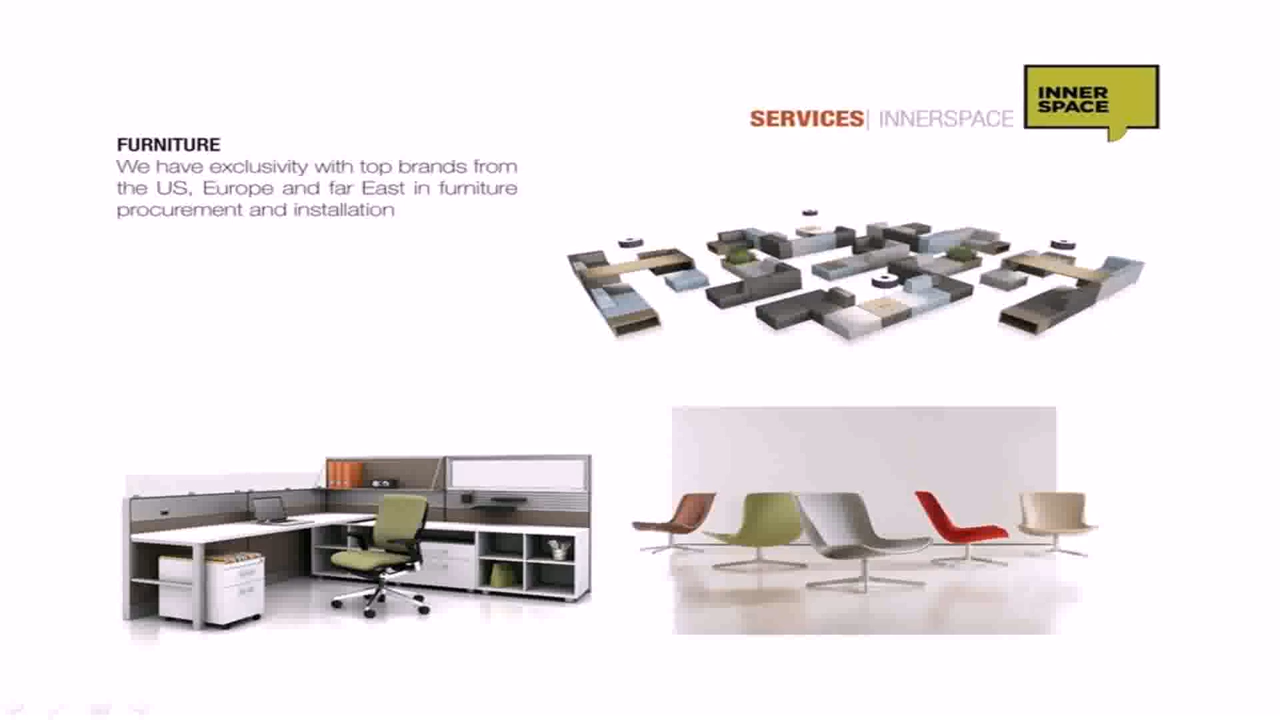 INNER
SPACE
SERVICES| INNERSPACE
FURNITURE
We have exclusivity with top brands from
the US, Europe and far East in furniture
procurement and installation